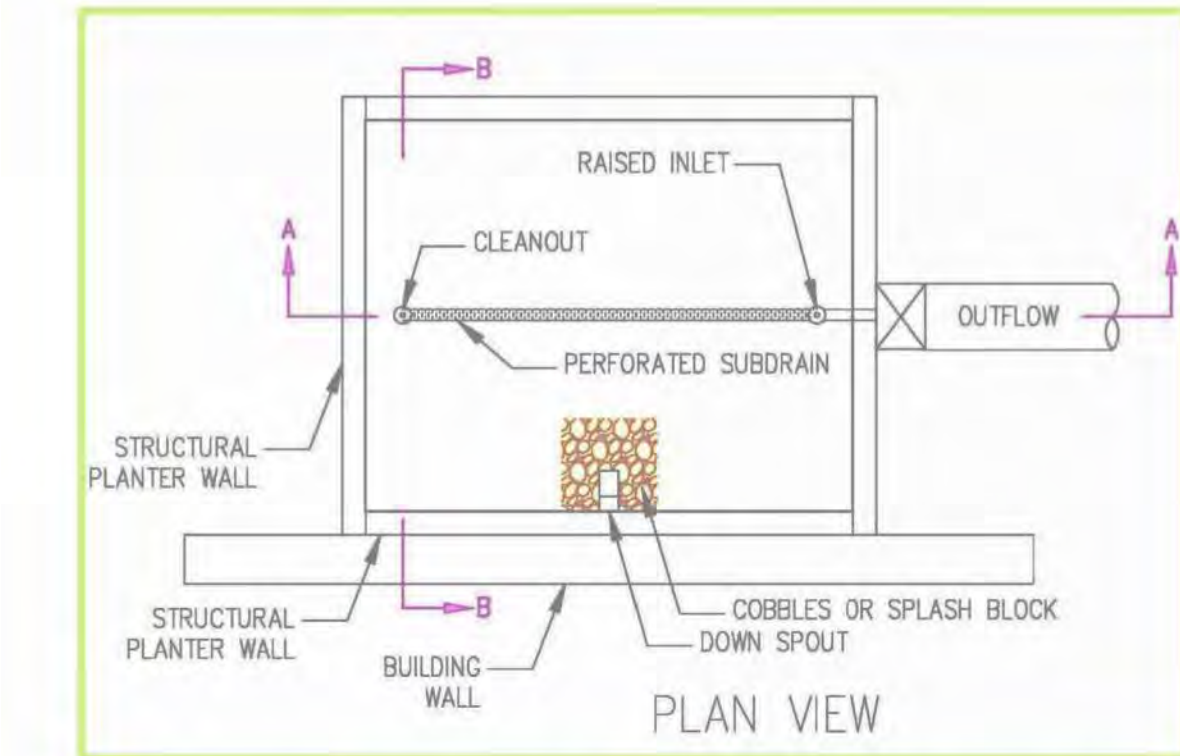 B
RAISED INLET
A
A
CLEANOUT
OUTFLOW
PERFORATED SUBDRAIN
STRUCTURAL
PLANTER WALL
STRUCTURAL
PLANTER WALL
B
COBBLES OR SPLASH BLOCK
DOWN SPOUT
BUILDING
WALL
PLAN VIEW